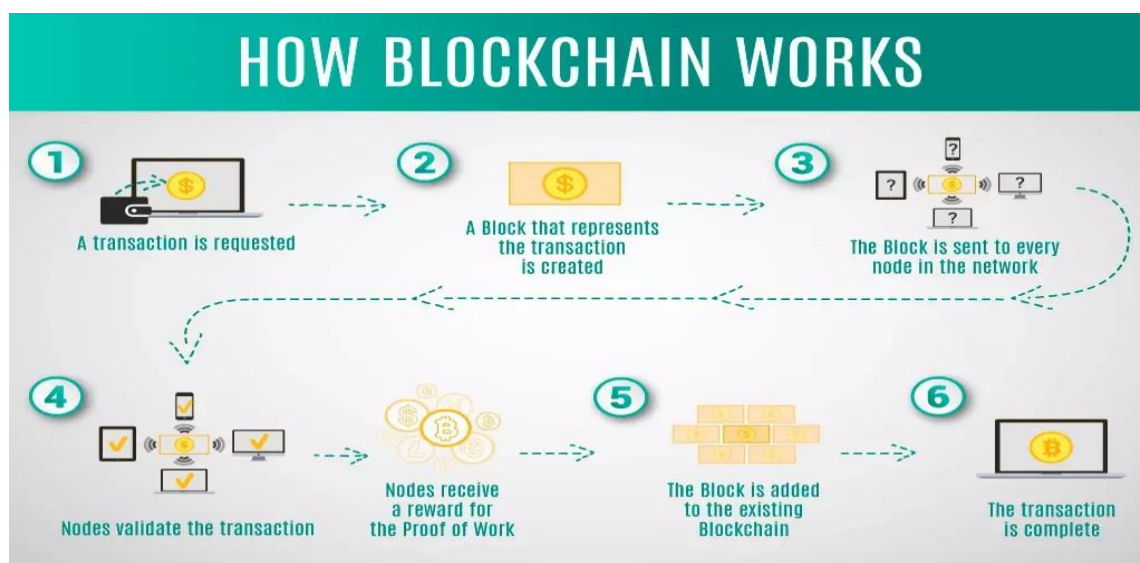 HOW BLOCKCHAIN WORKS
1
A transaction is requested
2
A Block that represents
the transaction
is created
3
The Block is sent to every
node in the network
4
Nodes validate the transaction
Nodes receive
a reward for
the Proof of Work
5
The Block is added
to the existing
Blockchain
6
The transaction
is complete